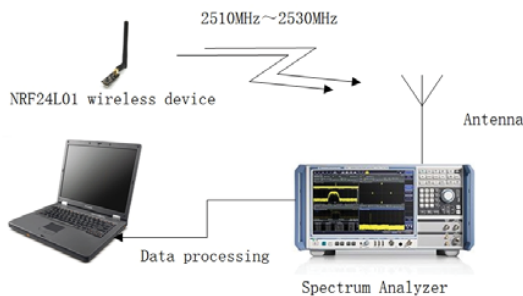 2510MHz～2530MHz
NRF24L01 wireless device
Antenna
Data processing
Spectrum Analyzer